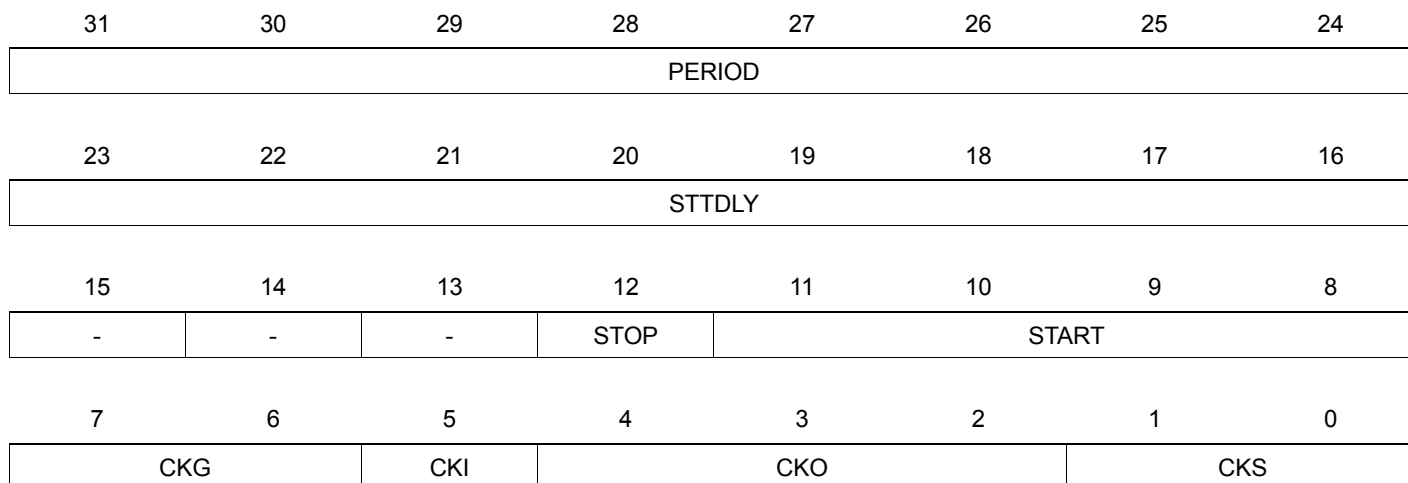 31 30 29 28 27 26 25 24
PERIOD
23 22 21 20 19 18 17 16
STTDLY
15 14 13 12 11 10 9 8
- - - STOP START
7 6 5 4 3 2 1 0
CKG CKI CKO CKS